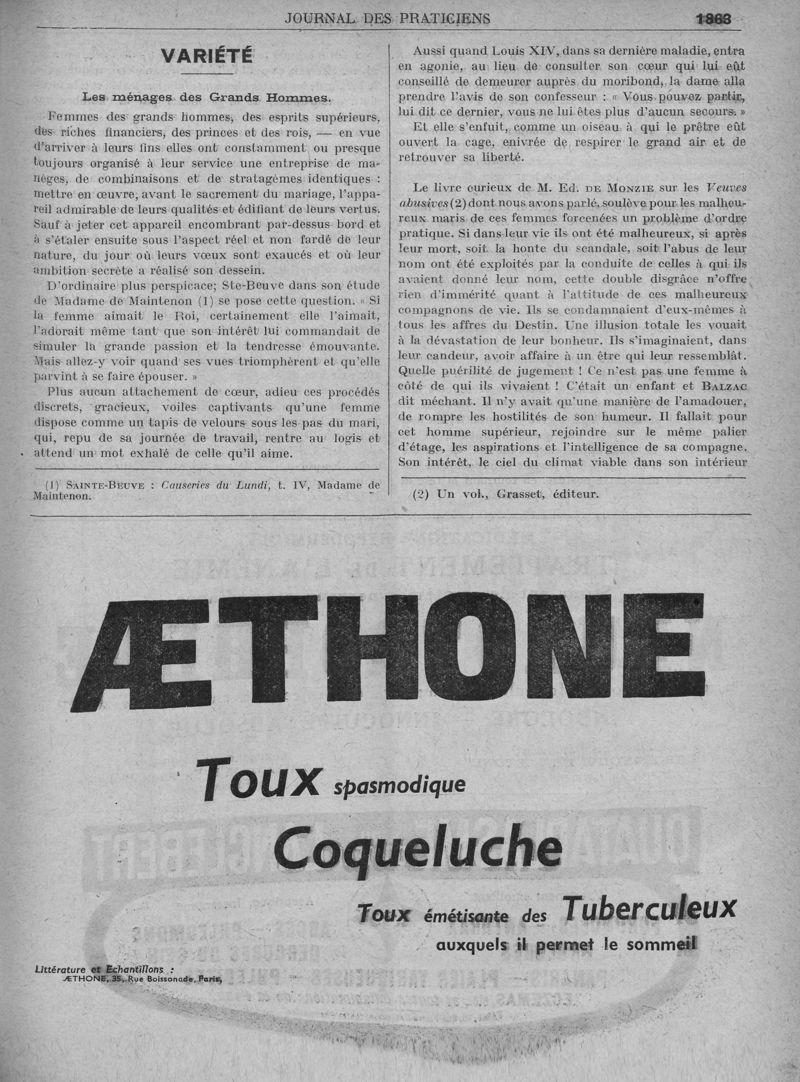 JOURNAL DES PRATICIENS
VARIÉTÉ
Les ménages des Grands Hommes.
Femmes des grands hommes, des esprits supérieurs,
des riches financiers, des princes et des rois, — en vue
d'arriver à leurs fins elles ont constamment ou presque
toujours organisé à leur service une entreprise de ma-
nèges, de combinaisons et de stratagèmes identiques :
mettre en œuvre, avant le sacrement du mariage, l'appa-
reil admirable de leurs qualités et édifiant de leurs vertus.
Sauf à jeter cet appareil encombrant par-dessus bord et
à s'étaler ensuite sous l'aspect réel et non fardé de leur
nature, du jour où leurs vœux sont exaucés et où leur
ambition secrète a réalisé son dessein.
D'ordinaire plus perspicace; Ste-Beuve dans son étude
de Madame de Maintenon (1) se pose cette question. « Si
la femme aimait le Roi, certainement elle l'aimait,
l'adorait même tant que son intérêt lui commandait de
simuler la grande passion et la tendresse émouvante.
Mais allez-y voir quand ses vues triomphèrent et qu'elle
parvint à se faire épouser. »
Plus aucun attachement de cœur, adieu ces procédés
discrets, gracieux, voiles captivants qu'une femme
dispose comme un tapis de velours sous les pas du mari,
qui, repu de sa journée de travail, rentre au logis et
attend un mot exhalé de celle qu'il aime.
(1) SAINTE-BEUVE : Causeries du Lundi, t. IV, Madame de
Maintenon.
Aussi quand Louis XIV, dans sa dernière maladie, entra
en agonie, au lieu de consulter son cœur qui lui eût
conseillé de demeurer auprès du moribond, la dame alla
prendre l'avis de son confesseur : « Vous pouvez partir,
lui dit ce dernier, vous ne lui êtes plus d'aucun secours. »
Et elle s'enfuit, comme un oiseau à qui le prêtre eût
ouvert la cage, enivrée de respirer le grand air et de
retrouver sa liberté.
Le livre curieux de M. Ed. DE MONZIE sur les Veuves
abusives (2) dont nous avons parlé, soulève pour les malheu-
reux maris de ces femmes forcenées un problème d'ordre
pratique. Si dans leur vie ils ont été malheureux, si après
leur mort, soit la honte du scandale, soit l'abus de leur
nom ont été exploités par la conduite de celles à qui ils
avaient donné leur nom, cette double disgrâce n'offre
rien d'immérité quant à l'attitude de ces malheureux
compagnons de vie. Ils se condamnaient d'eux-mêmes à
tous les affres du Destin. Une illusion totale les vouait
à la dévastation de leur bonheur. Ils s'imaginaient, dans
leur candeur, avoir affaire à un être qui leur ressemblât.
Quelle puérilité de jugement ! Ce n'est pas une femme à
côté de qui ils vivaient ! C'était un enfant et BALZAC
dit méchant. Il n'y avait qu'une manière de l'amadouer,
de rompre les hostilités de son humeur. Il fallait pour
cet homme supérieur, rejoindre sur le même palier
d'étage, les aspirations et l'intelligence de sa compagne.
Son intérêt, le ciel du climat viable dans son intérieur
(2) Un vol., Grasset, éditeur.
ÆTHONE
Toux spasmodique
Coqueluche
Toux émétisante des Tuberculeux
auxquels il permet le sommeil
Littérature et Echantillons :
ÆTHONE, 35, Rue Boissonade, Paris,